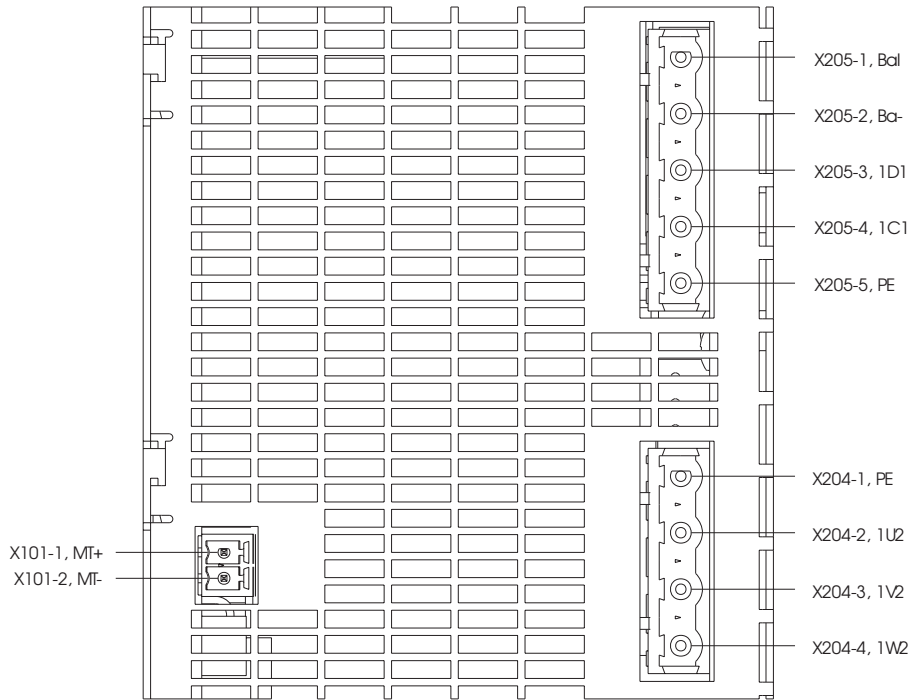 X205-1, BaI
X205-2, Ba-
X205-3, 1D1
X205-4, 1C1
X205-5, PE
X204-1, PE
X204-2, 1U2
X204-3, 1V2
X204-4, 1W2
X101-1, MT+
X101-2, MT-